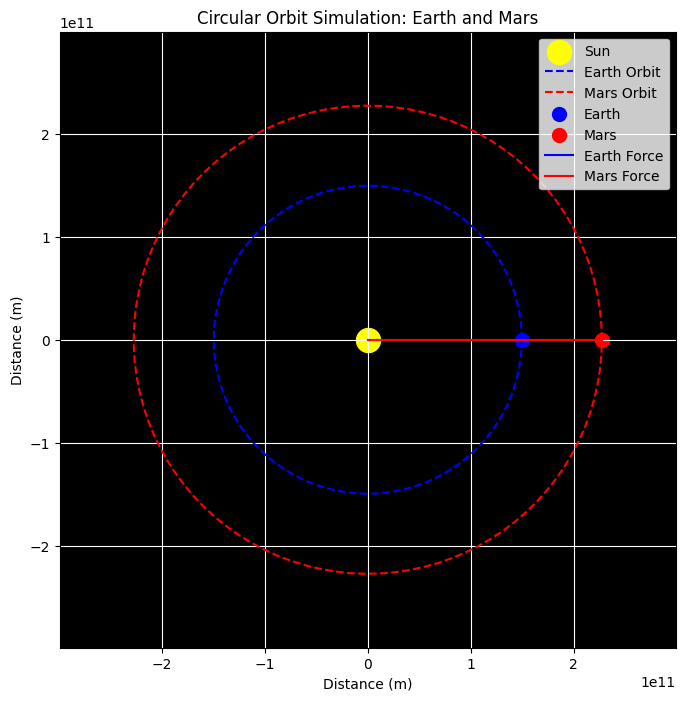 Circular Orbit Simulation: Earth and Mars
1e11
Sun
Earth Orbit
Mars Orbit
Earth
Mars
Earth Force
Mars Force
2
1
0
−1
−2
Distance (m)
−2 −1 0 1 2
1e11
Distance (m)